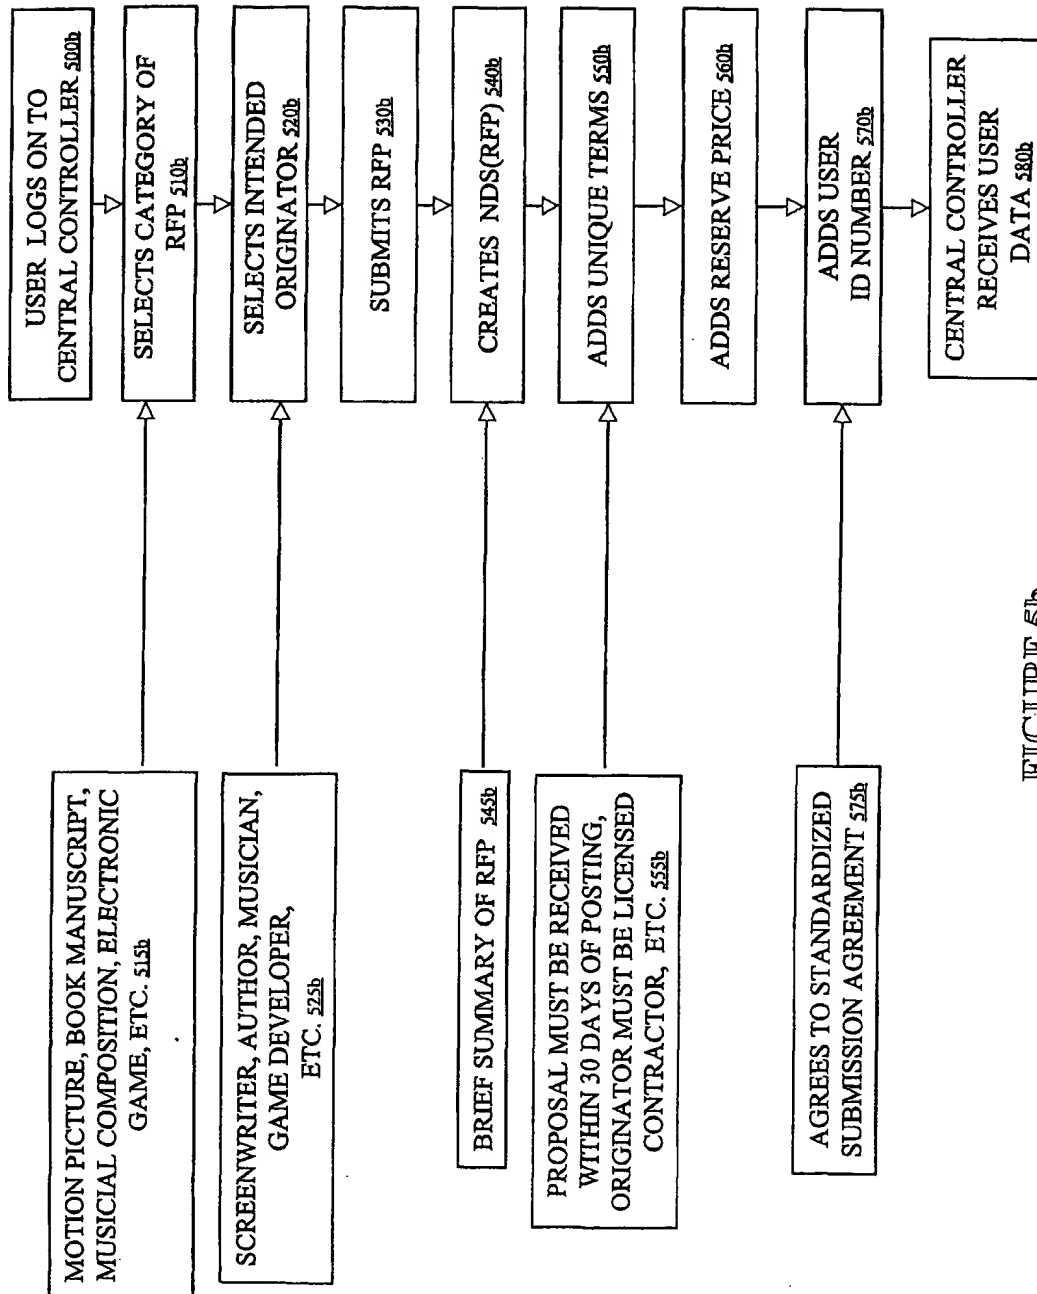 USER LOGS ON TO
CENTRAL CONTROLLER 500b
SELECTS CATEGORY OF
RFP 510b
MOTION PICTURE, BOOK MANUSCRIPT,
MUSICIAL COMPOSITION, ELECTRONIC
GAME, ETC. 515b
SELECTS INTENDED
ORIGINATOR 520b
SCREENWRITER, AUTHOR, MUSICIAN,
GAME DEVELOPER,
ETC. 525b
SUBMITS RFP 530b
CREATES NDS(RFP) 540b
BRIEF SUMMARY OF RFP 545b
ADDS UNIQUE TERMS 550b
PROPOSAL MUST BE RECEIVED
WITHIN 30 DAYS OF POSTING,
ORIGINATOR MUST BE LICENSED
CONTRACTOR, ETC. 555b
ADDS RESERVE PRICE 560b
ADDS USER
ID NUMBER 570b
AGREES TO STANDARDIZED
SUBMISSION AGREEMENT 575b
CENTRAL CONTROLLER
RECEIVES USER
DATA 580b
FIGURE 5b